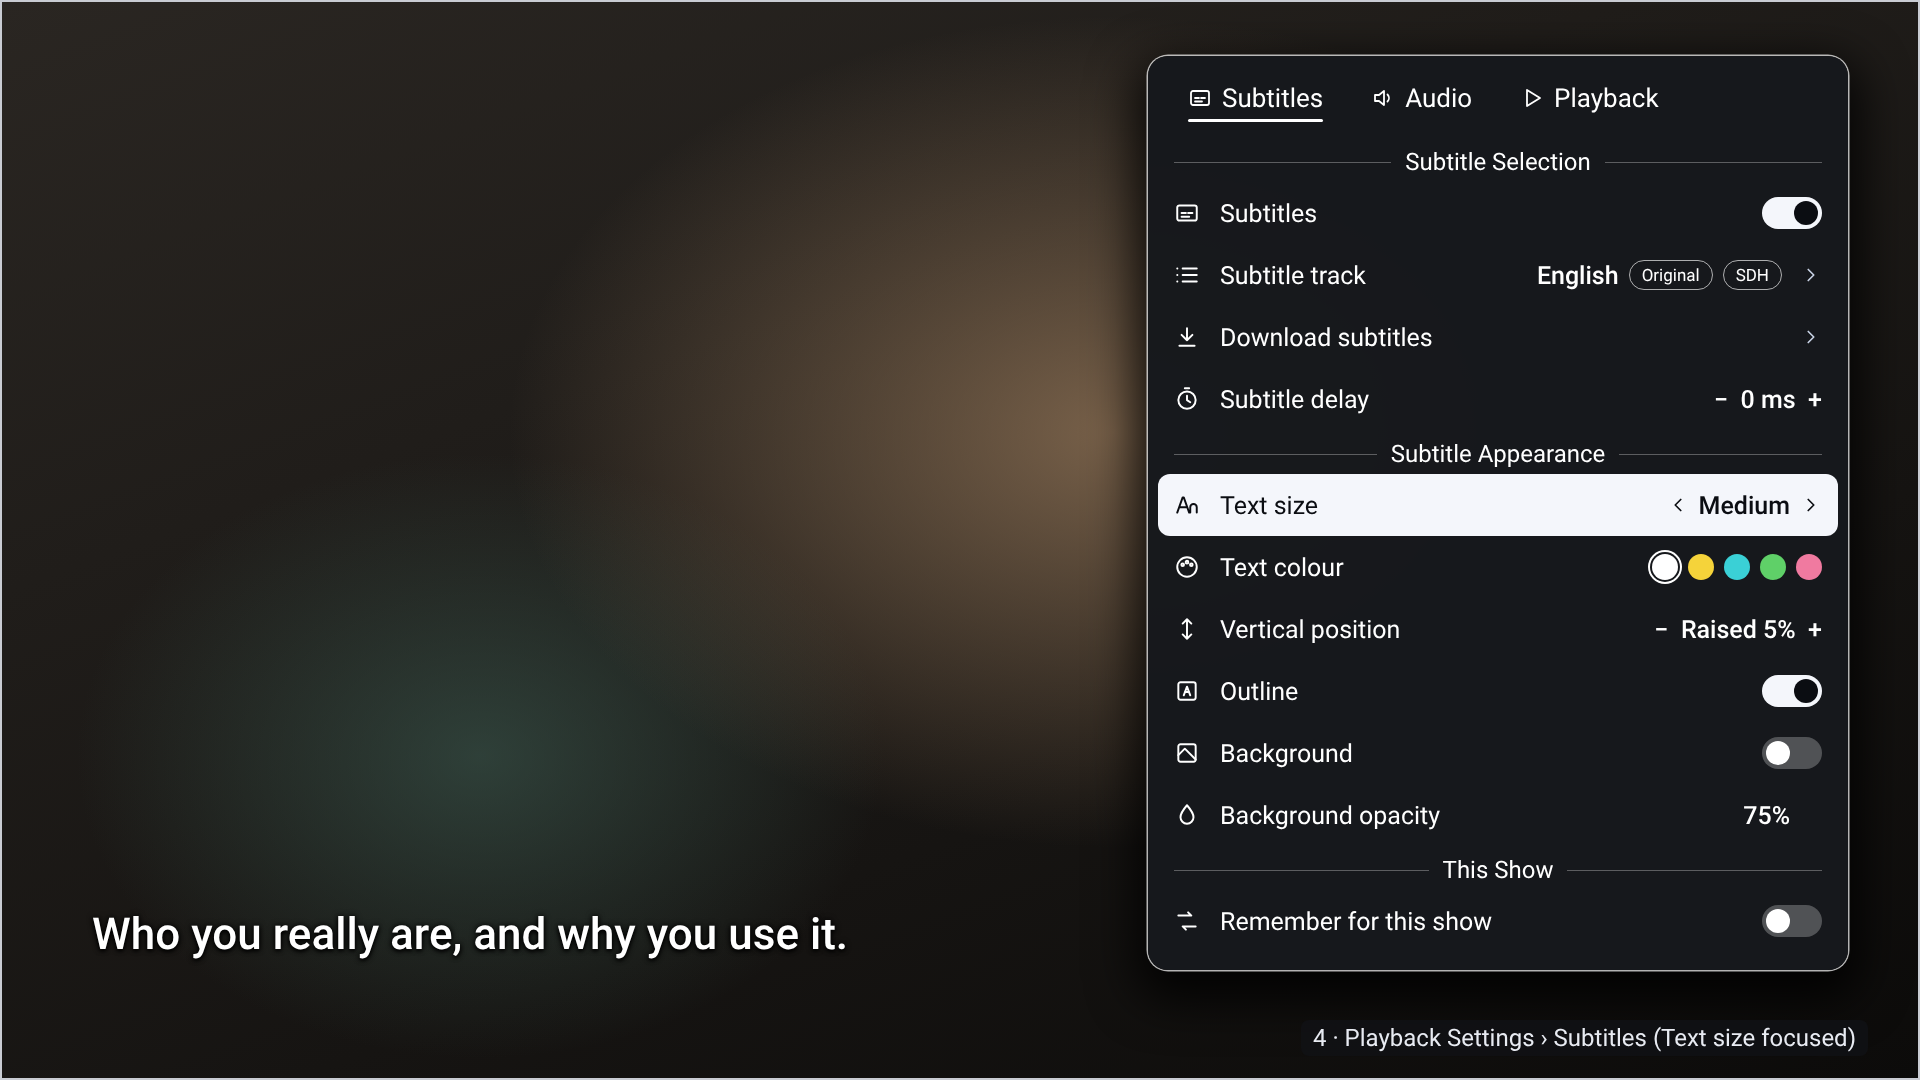 Subtitles Audio Playback
Subtitle Selection
Subtitles
Subtitle track English Original SDH
Download subtitles
Subtitle delay − 0 ms +
Subtitle Appearance
Text size Medium
Text colour
Vertical position − Raised 5% +
Outline
Background
Background opacity 75%
This Show
Remember for this show
Who you really are, and why you use it.
4 · Playback Settings › Subtitles (Text size focused)